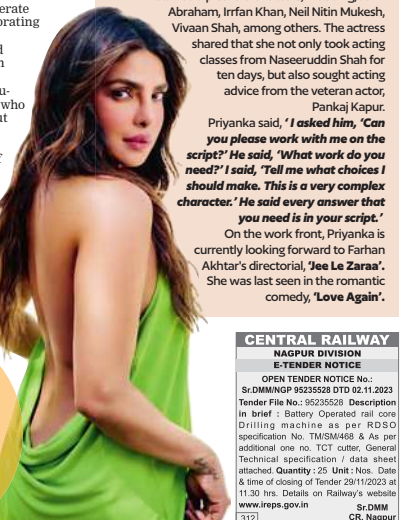 erate
orating
d
n
u-
who
ut
f
Abraham, Irrfan Khan, Neil Nitin Mukesh,
Vivaan Shah, among others. The actress
shared that she not only took acting
classes from Naseeruddin Shah for
ten days, but also sought acting
advice from the veteran actor,
Pankaj Kapur.
Priyanka said, ‘ I asked him, ‘Can
you please work with me on the
script?’ He said, ‘What work do you
need?’ I said, ‘Tell me what choices I
should make. This is a very complex
character.’ He said every answer that
you need is in your script.’
On the work front, Priyanka is
currently looking forward to Farhan
Akhtar's directorial, ‘Jee Le Zaraa’.
She was last seen in the romantic
comedy, ‘Love Again’.
CENTRAL RAILWAY
NAGPUR DIVISION
E-TENDER NOTICE
OPEN TENDER NOTICE No.:
Sr.DMM/NGP 95235528 DTD 02.11.2023
Tender File No.: 95235528 Description
in brief : Battery Operated rail core
Drilling machine as per RDSO
specification No. TM/SM/468 & As per
additional one no. TCT cutter, General
Technical specification / data sheet
attached. Quantity : 25 Unit : Nos. Date
& time of closing of Tender 29/11/2023 at
11.30 hrs. Details on Railway's website
www.ireps.gov.in Sr.DMM
312 CR, Nagpur